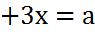 +3x = a